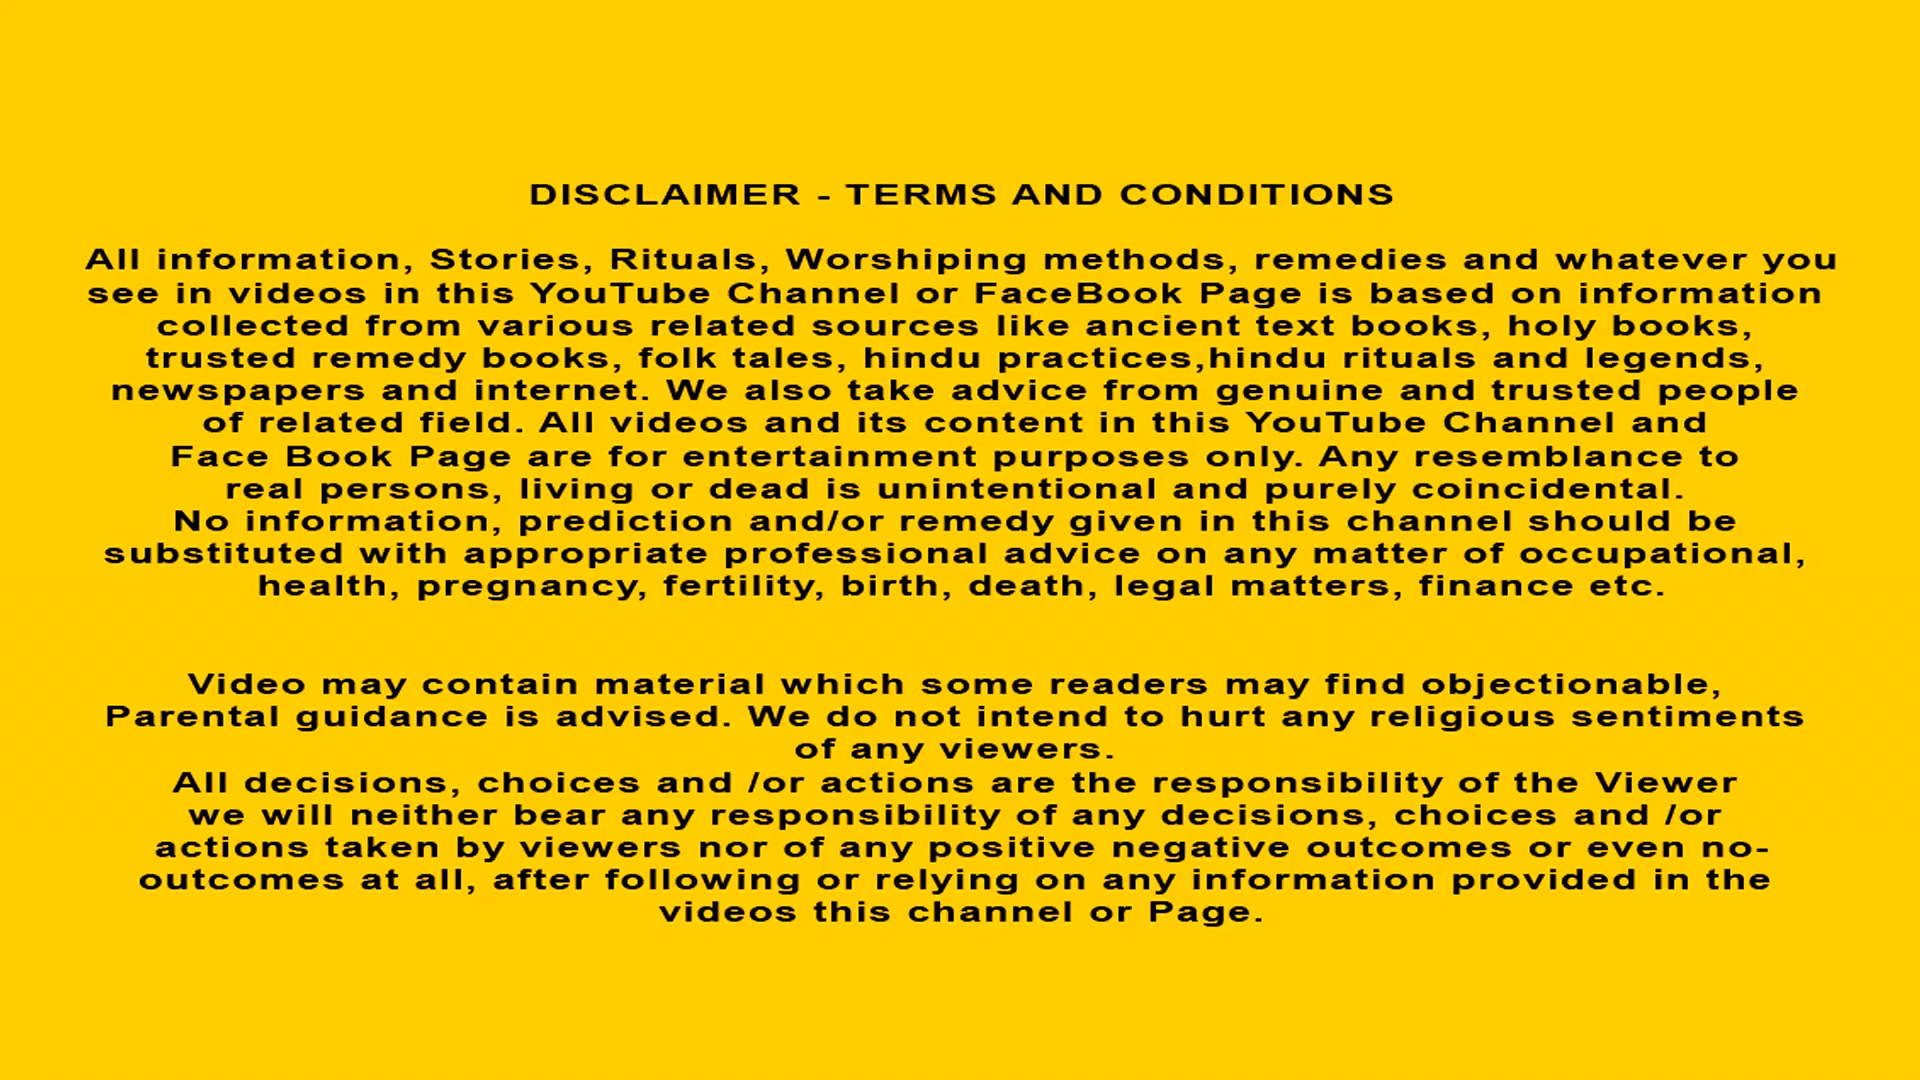 DISCLAIMER - TERMS AND CONDITIONS
All information, Stories, Rituals, Worshiping methods, remedies and whatever you
see in videos in this YouTube Channel or FaceBook Page is based on information
collected from various related sources like ancient text books, holy books,
trusted remedy books, folk tales, hindu practices,hindu rituals and legends,
newspapers and internet. We also take advice from genuine and trusted people
of related field. All videos and its content in this YouTube Channel and
Face Book Page are for entertainment purposes only. Any resemblance to
real persons, living or dead is unintentional and purely coincidental.
No information, prediction and/or remedy given in this channel should be
substituted with appropriate professional advice on any matter of occupational,
health, pregnancy, fertility, birth, death, legal matters, finance etc.
Video may contain material which some readers may find objectionable,
Parental guidance is advised. We do not intend to hurt any religious sentiments
of any viewers.
All decisions, choices and /or actions are the responsibility of the Viewer
we will neither bear any responsibility of any decisions, choices and /or
actions taken by viewers nor of any positive negative outcomes or even no-
outcomes at all, after following or relying on any information provided in the
videos this channel or Page.